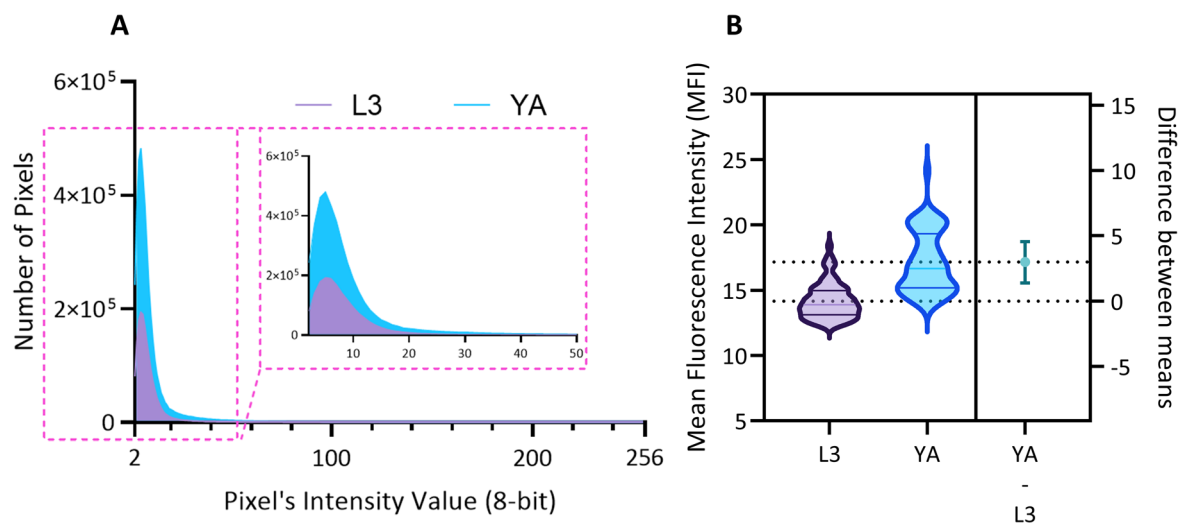 A
B
6×10⁵
4×10⁵
2×10⁵
0
Number of Pixels
L3
YA
6×10⁵
4×10⁵
2×10⁵
0
10
20
30
40
50
2
100
200
256
Pixel's Intensity Value (8-bit)
Mean Fluorescence Intensity (MFI)
30
25
20
15
10
5
L3
YA
YA
-
L3
15
10
5
0
-5
Difference between means